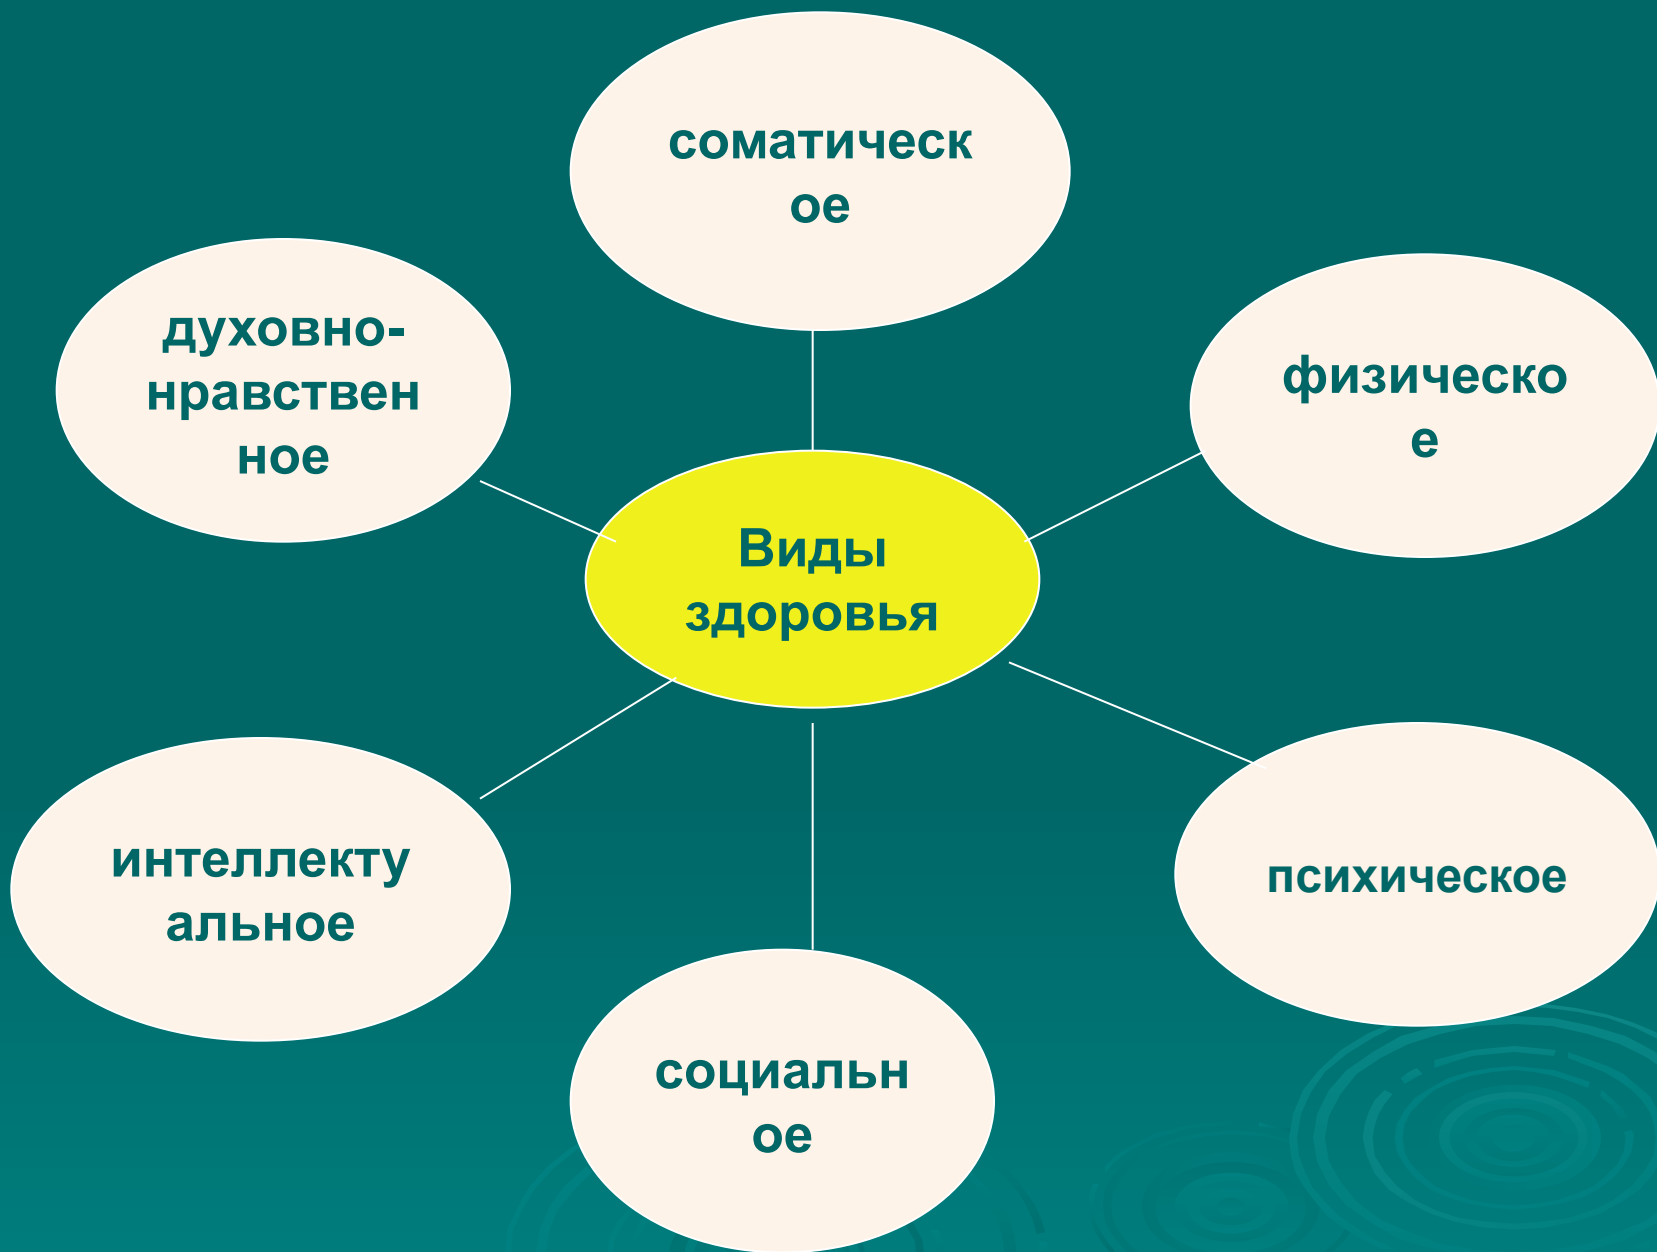 соматическ
ое
духовно-
нравствен
ное
физическо
е
Виды
здоровья
интеллекту
альное
психическое
социальн
ое